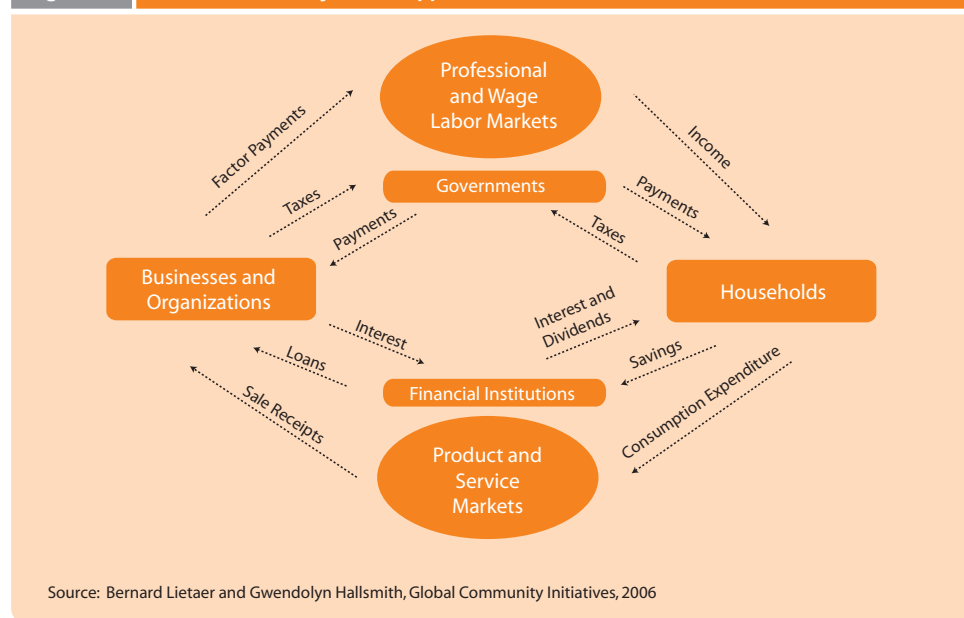 Professional
and Wage
Labor Markets
Factor Payments
Income
Governments
Taxes
Payments
Payments
Taxes
Businesses and
Organizations
Households
Interest and
Dividends
Interest
Loans
Savings
Financial Institutions
Sale Receipts
Consumption Expenditure
Product and
Service
Markets
Source: Bernard Lietaer and Gwendolyn Hallsmith, Global Community Initiatives, 2006